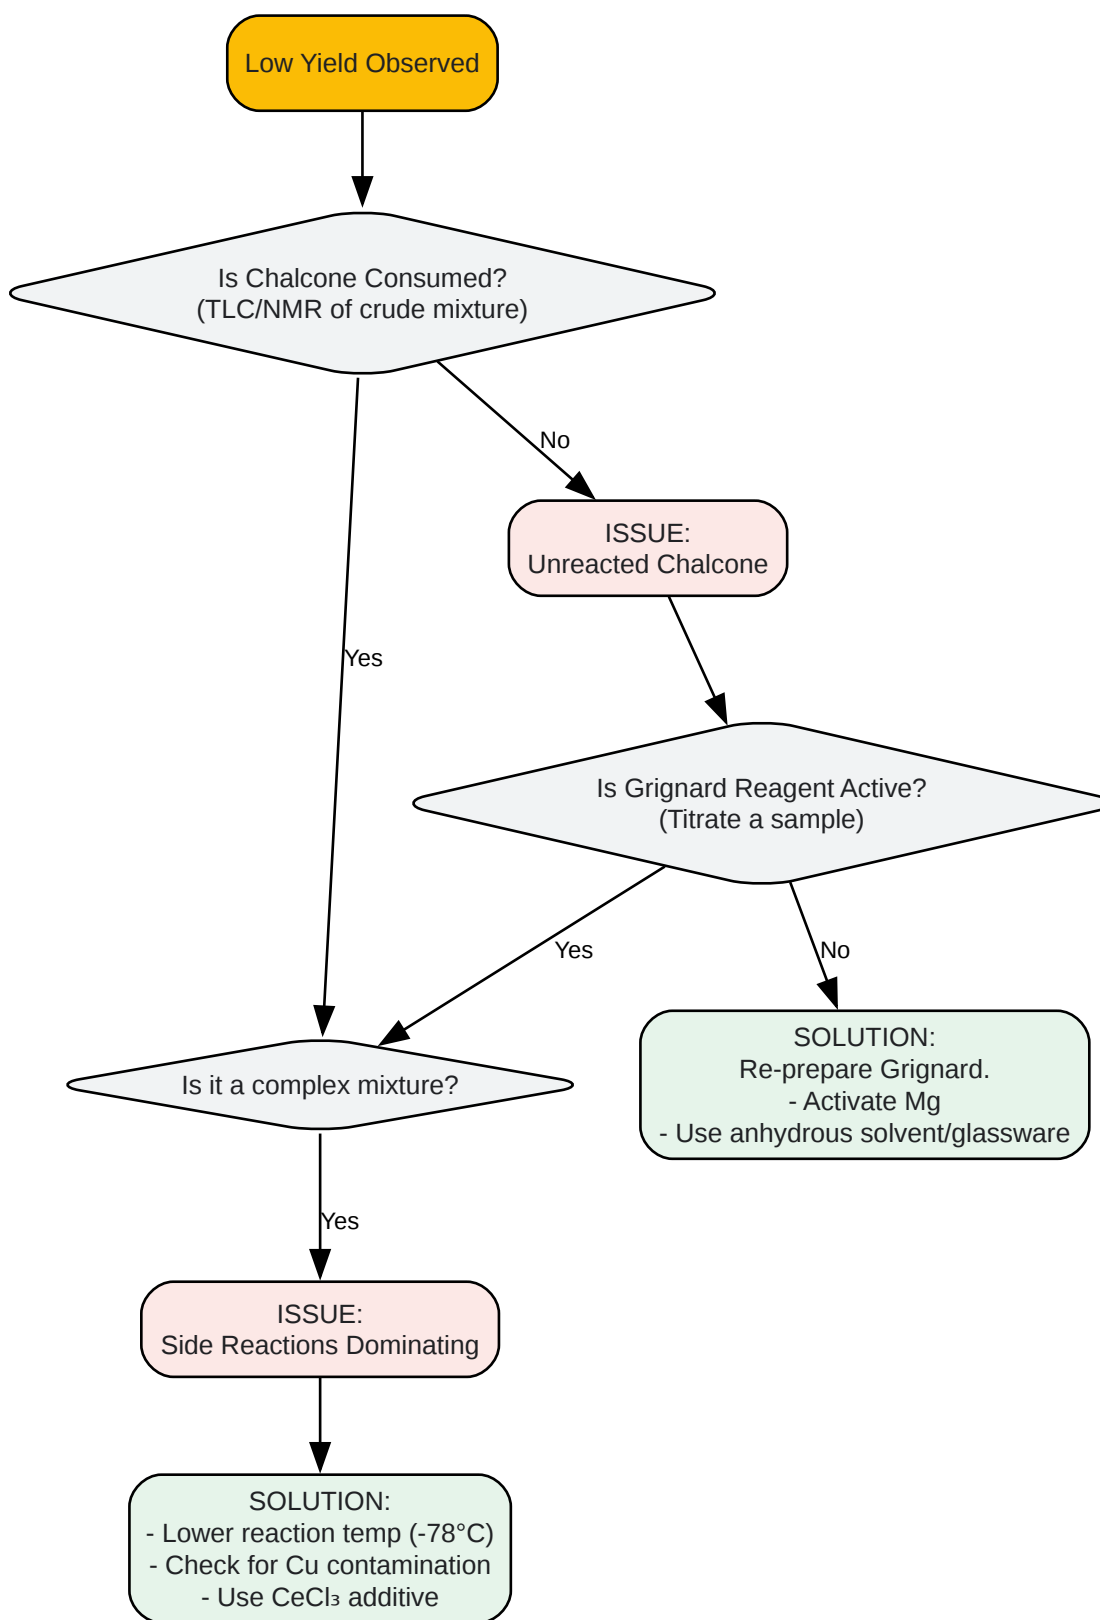 Low Yield Observed
Is Chalcone Consumed?
(TLC/NMR of crude mixture)
No
ISSUE:
Unreacted Chalcone
Yes
Is Grignard Reagent Active?
(Titrate a sample)
Yes
No
SOLUTION:
Re-prepare Grignard.
- Activate Mg
- Use anhydrous solvent/glassware
Is it a complex mixture?
Yes
ISSUE:
Side Reactions Dominating
SOLUTION:
- Lower reaction temp (-78°C)
- Check for Cu contamination
- Use CeCl₃ additive